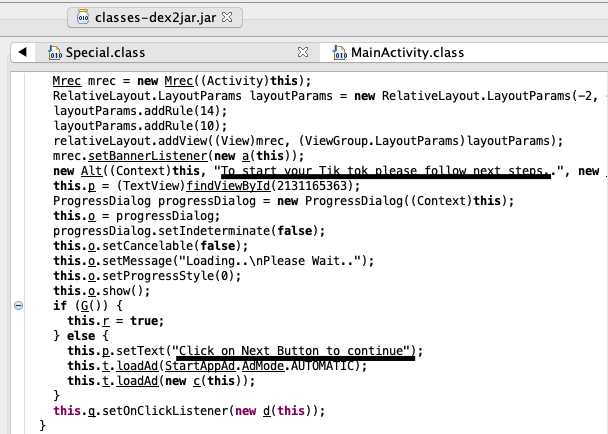 classes-dex2jar.jar
Special.class
MainActivity.class
Mrec mrec = new Mrec((Activity)this);
RelativeLayout.LayoutParams layoutParams = new RelativeLayout.LayoutParams(-2, -
layoutParams.addRule(14);
layoutParams.addRule(10);
relativeLayout.addView((View)mrec, (ViewGroup.LayoutParams)layoutParams);
mrec.setBannerListener(new a(this));
new Alt((Context)this, "To start your Tik tok please follow next steps..", new
this.p = (TextView)findViewById(2131165363);
ProgressDialog progressDialog = new ProgressDialog((Context)this);
this.o = progressDialog;
progressDialog.setIndeterminate(false);
this.o.setCancelable(false);
this.o.setMessage("Loading..\nPlease Wait..");
this.o.setProgressStyle(0);
this.o.show();
if (G()) {
this.r = true;
} else {
this.p.setText("Click on Next Button to continue");
this.t.loadAd(StartAppAd.AdMode.AUTOMATIC);
this.t.loadAd(new c(this));
}
this.q.setOnClickListener(new d(this));
}